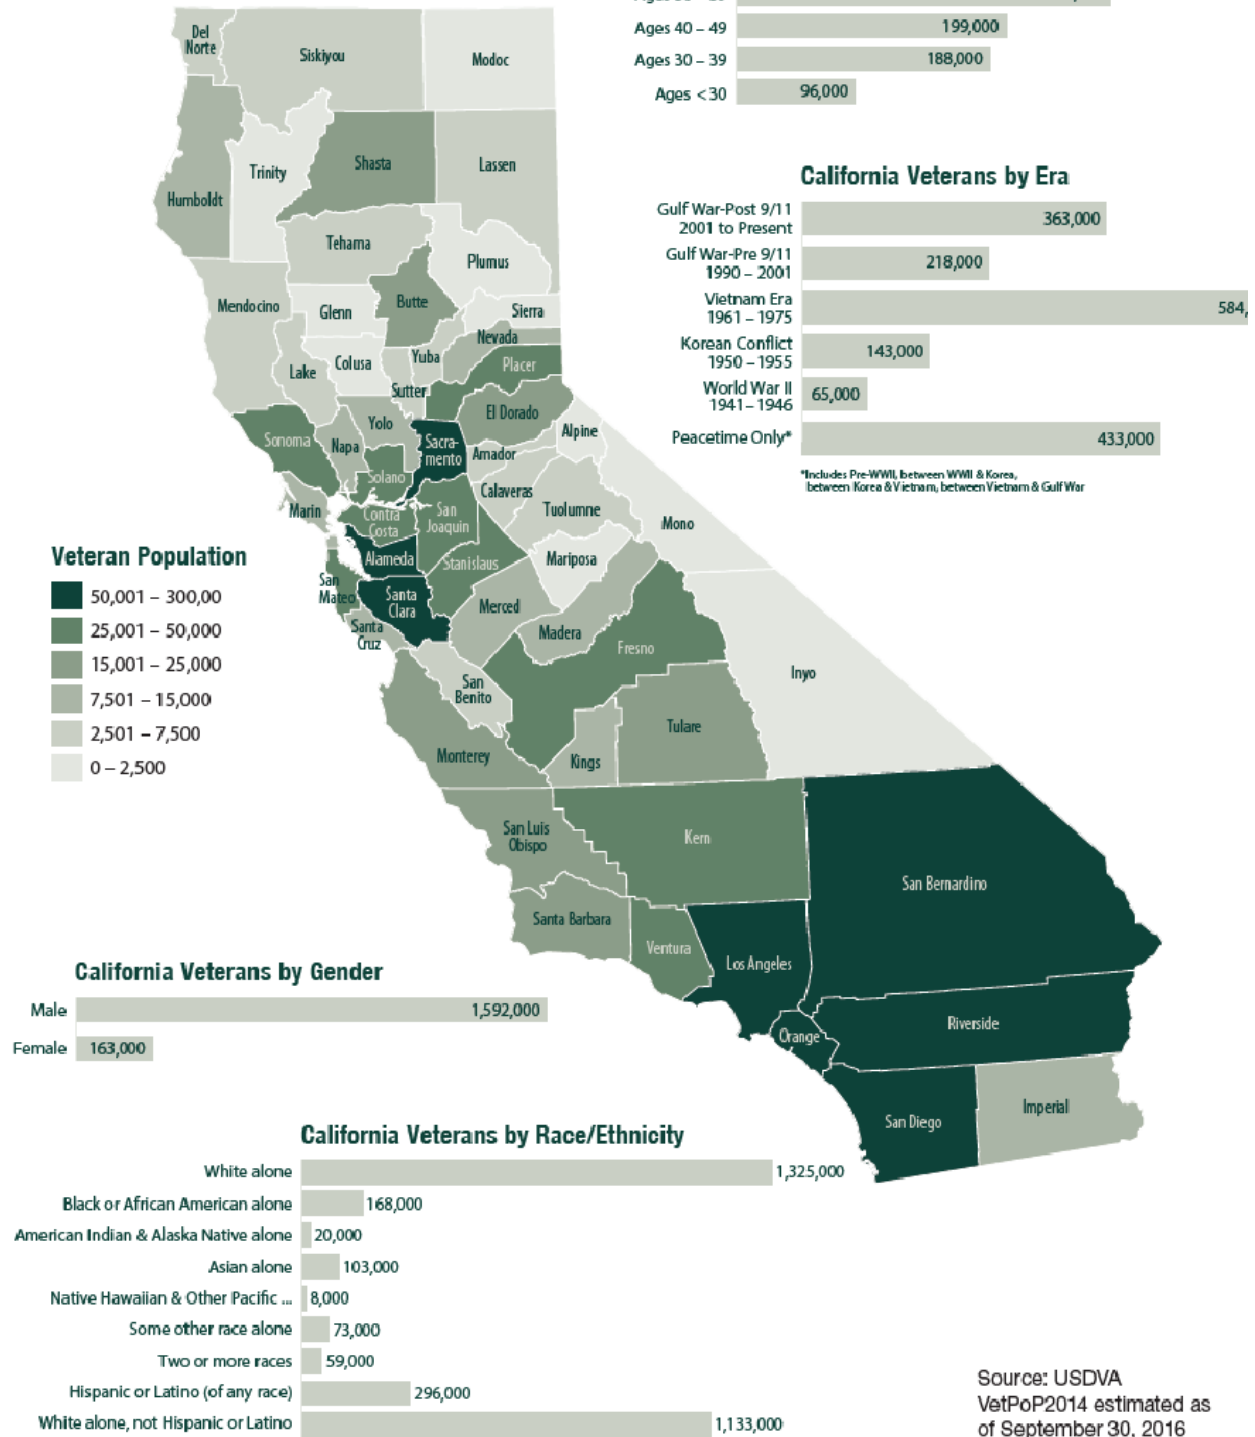 Ages 40 – 49
199,000
Ages 30 – 39
188,000
Ages <30
96,000
California Veterans by Era
Gulf War-Post 9/11
2001 to Present
363,000
Gulf War-Pre 9/11
1990 – 2001
218,000
Vietnam Era
1961 – 1975
584,
Korean Conflict
1950 – 1955
143,000
World War II
1941 – 1946
65,000
Peacetime Only*
433,000
*Includes Pre-WWII, between WWII & Korea,
between Korea & Vietnam, between Vietnam & Gulf War
Del
Norte
Siskiyou
Modoc
Humboldt
Trinity
Shasta
Lassen
Tehama
Plumus
Mendocino
Glenn
Butte
Sierra
Nevada
Lake
Colusa
Yuba
Sutter
Placer
El Dorado
Sonoma
Napa
Yolo
Sacra-
mento
Amador
Alpine
Solano
Calaveras
Tuolumne
Mono
Marin
Contra
Costa
San
Joaquin
Alameda
Stanislaus
Mariposa
San
Mateo
Santa
Clara
Merced
Madera
Santa
Cruz
Fresno
San
Benito
Inyo
Monterey
Kings
Tulare
San Luis
Obispo
Kern
San Bernardino
Santa Barbara
Ventura
Los Angeles
Orange
Riverside
San Diego
Imperial
Veteran Population
50,001 – 300,00
25,001 – 50,000
15,001 – 25,000
7,501 – 15,000
2,501 – 7,500
0 – 2,500
California Veterans by Gender
Male
1,592,000
Female
163,000
California Veterans by Race/Ethnicity
White alone
1,325,000
Black or African American alone
168,000
American Indian & Alaska Native alone
20,000
Asian alone
103,000
Native Hawaiian & Other Pacific ...
8,000
Some other race alone
73,000
Two or more races
59,000
Hispanic or Latino (of any race)
296,000
White alone, not Hispanic or Latino
1,133,000
Source: USDVA
VetPoP2014 estimated as
of September 30, 2016